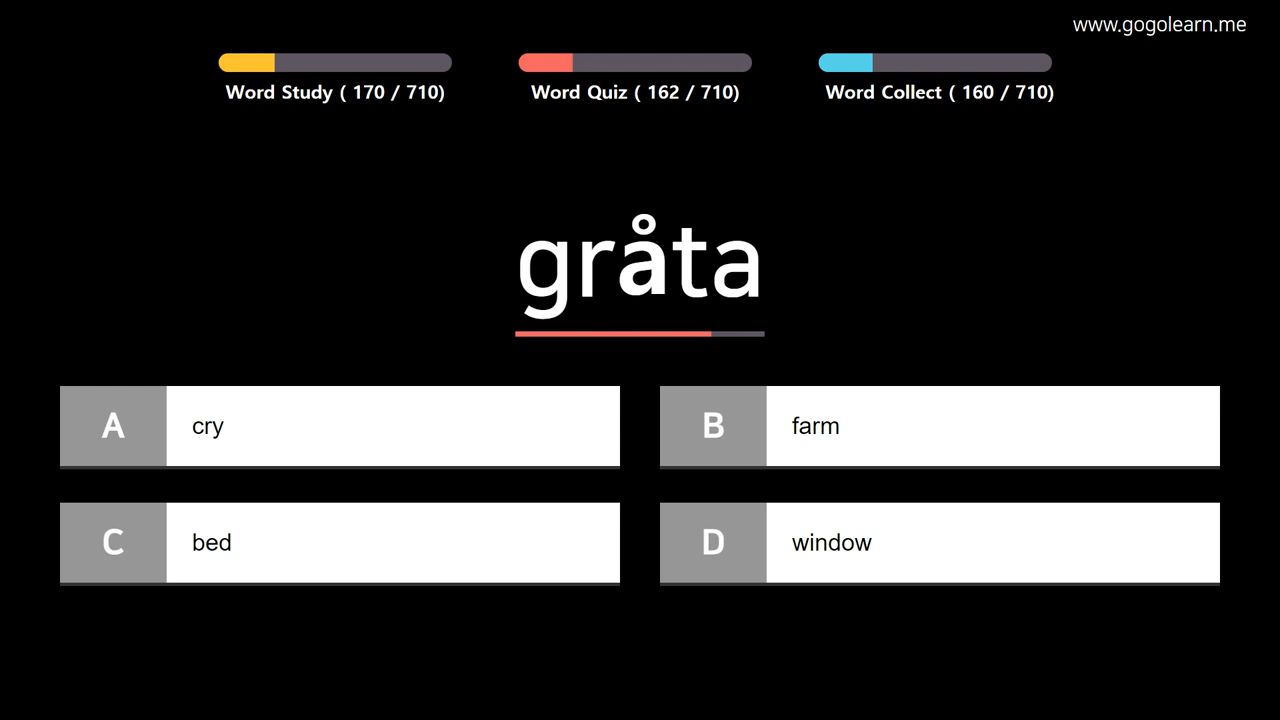 www.gogolearn.me
Word Study ( 170 / 710)
Word Quiz ( 162 / 710)
Word Collect ( 160 / 710)
gråta
A cry
B farm
C bed
D window